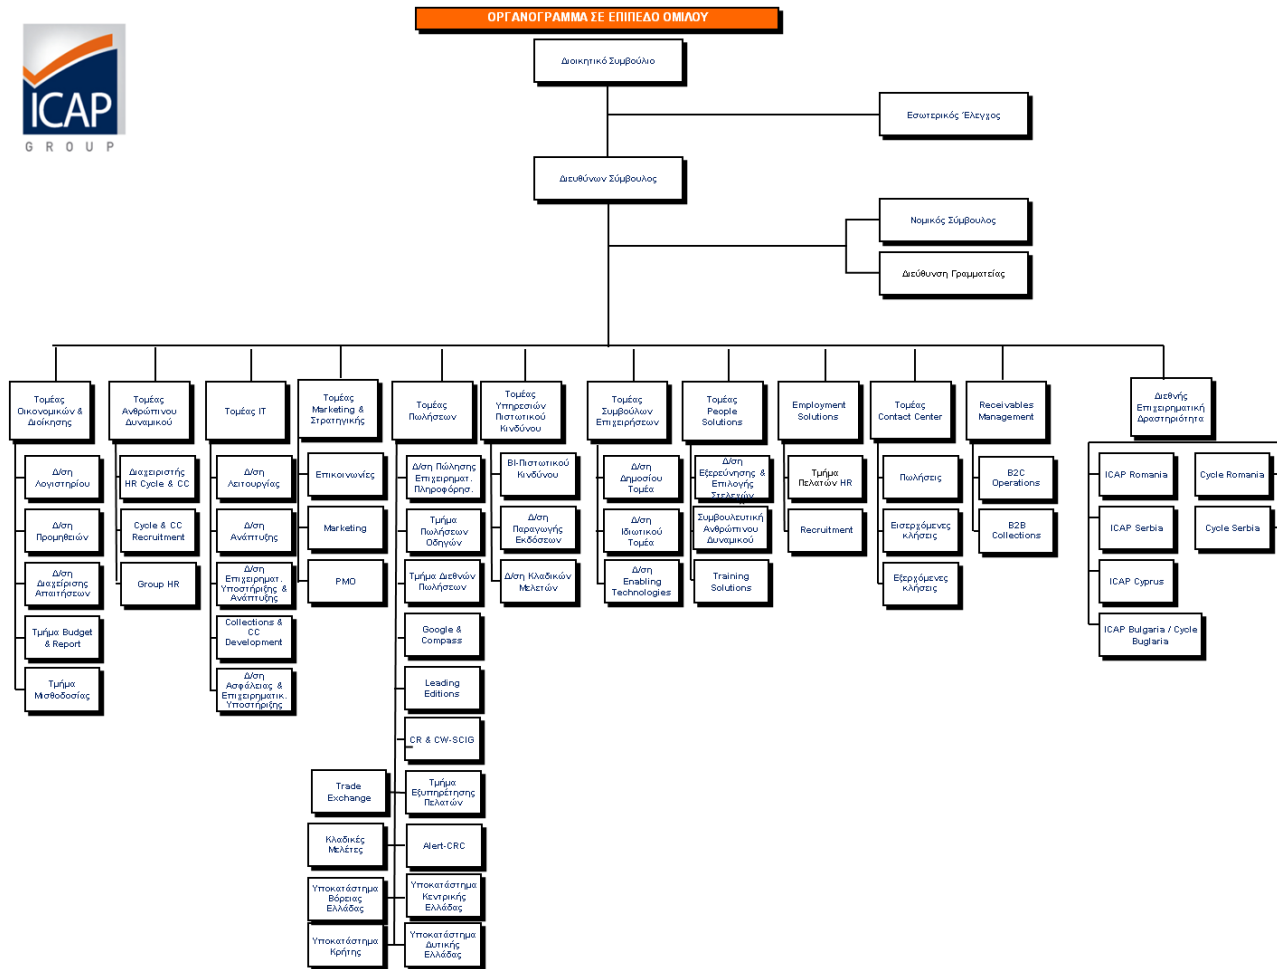 ΟΡΓΑΝΟΓΡΑΜΜΑ ΣΕ ΕΠΙΠΕΔΟ ΟΜΙΛΟΥ
ICAP
GROUP
Διοικητικό Συμβούλιο
Εσωτερικός Έλεγχος
Διευθύνων Σύμβουλος
Νομικός Σύμβουλος
Διεύθυνση Γραμματείας
Τομέας
Οικονομικών &
Διοίκησης
Δ/ση
Λογιστηρίου
Δ/ση
Προμηθειών
Δ/ση
Διαχείρισης
Απαιτήσεων
Τμήμα Budget
& Report
Τμήμα
Μισθοδοσίας
Τομέας
Ανθρώπινου
Δυναμικού
Διαχειριστής
HR Cycle & CC
Cycle & CC
Recruitment
Group HR
Τομέας IT
Δ/ση
Λειτουργίας
Δ/ση
Ανάπτυξης
Δ/ση
Επιχειρηματ.
Υποστήριξης &
Ανάπτυξης
Collections &
CC
Development
Δ/ση
Ασφάλειας &
Επιχειρηματικ.
Υποστήριξης
Τομέας
Marketing &
Στρατηγικής
Επικοινωνίες
Marketing
PMO
Τομέας
Πωλήσεων
Δ/ση Πώλησης
Επιχειρηματ.
Πληροφόρησ.
Τμήμα
Πωλήσεων
Οδηγών
Τμήμα Διεθνών
Πωλήσεων
Google &
Compass
Leading
Editions
CR & CW-SCIG
Trade
Exchange
Τμήμα
Εξυπηρέτησης
Πελατών
Κλαδικές
Μελέτες
Alert-CRC
Υποκατάστημα
Βόρειας
Ελλάδας
Υποκατάστημα
Κεντρικής
Ελλάδας
Υποκατάστημα
Κρήτης
Υποκατάστημα
Δυτικής
Ελλάδας
Τομέας
Υπηρεσιών
Πιστωτικού
Κινδύνου
BI-Πιστωτικού
Κινδύνου
Δ/ση
Παραγωγής
Εκδόσεων
Δ/ση Κλαδικών
Μελετών
Τομέας
Συμβούλων
Επιχειρήσεων
Δ/ση
Δημοσίου
Τομέα
Δ/ση
Ιδιωτικού
Τομέα
Δ/ση
Enabling
Technologies
Τομέας
People
Solutions
Δ/ση
Εξερεύνησης &
Επιλογής
Στελεχών
Συμβουλευτική
Ανθρώπινου
Δυναμικού
Training
Solutions
Employment
Solutions
Τμήμα
Πελατών HR
Recruitment
Τομέας
Contact Center
Πωλήσεις
Εισερχόμενες
κλήσεις
Εξερχόμενες
κλήσεις
Receivables
Management
B2C
Operations
B2B
Collections
Διεθνής
Επιχειρηματική
Δραστηριότητα
ICAP Romania
Cycle Romania
ICAP Serbia
Cycle Serbia
ICAP Cyprus
ICAP Bulgaria / Cycle
Buglaria